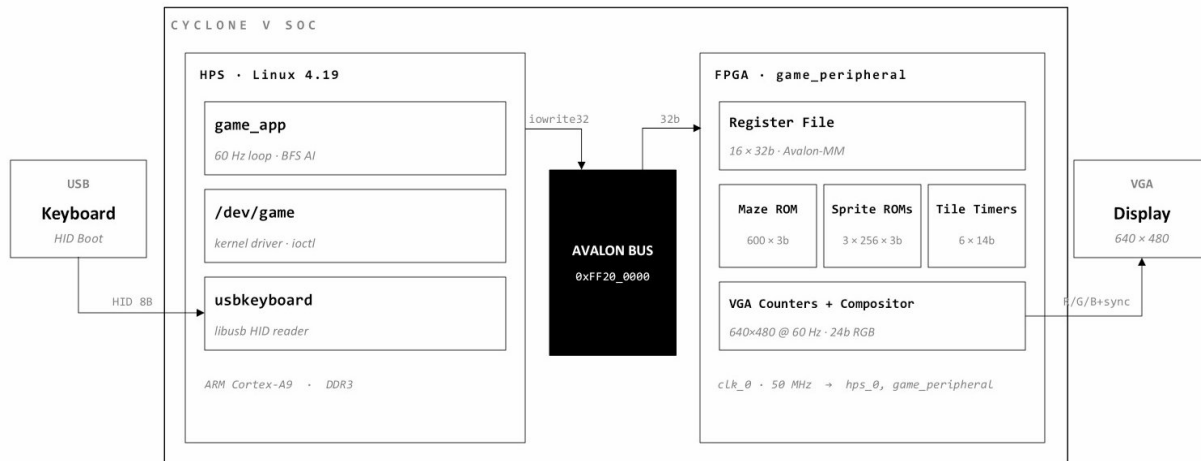 CYCLONE V SOC
USB
Keyboard
HID Boot
HID 8B
HPS · Linux 4.19
game_app
60 Hz loop · BFS AI
/dev/game
kernel driver · ioctl
usbkeyboard
libusb HID reader
ARM Cortex-A9 · DDR3
iowrite32
AVALON BUS
0xFF20_0000
32b
FPGA · game_peripheral
Register File
16 × 32b · Avalon-MM
Maze ROM
600 × 3b
Sprite ROMs
3 × 256 × 3b
Tile Timers
6 × 14b
VGA Counters + Compositor
640×480 @ 60 Hz · 24b RGB
clk_0 · 50 MHz → hps_0, game_peripheral
R/G/B+sync
VGA
Display
640 × 480